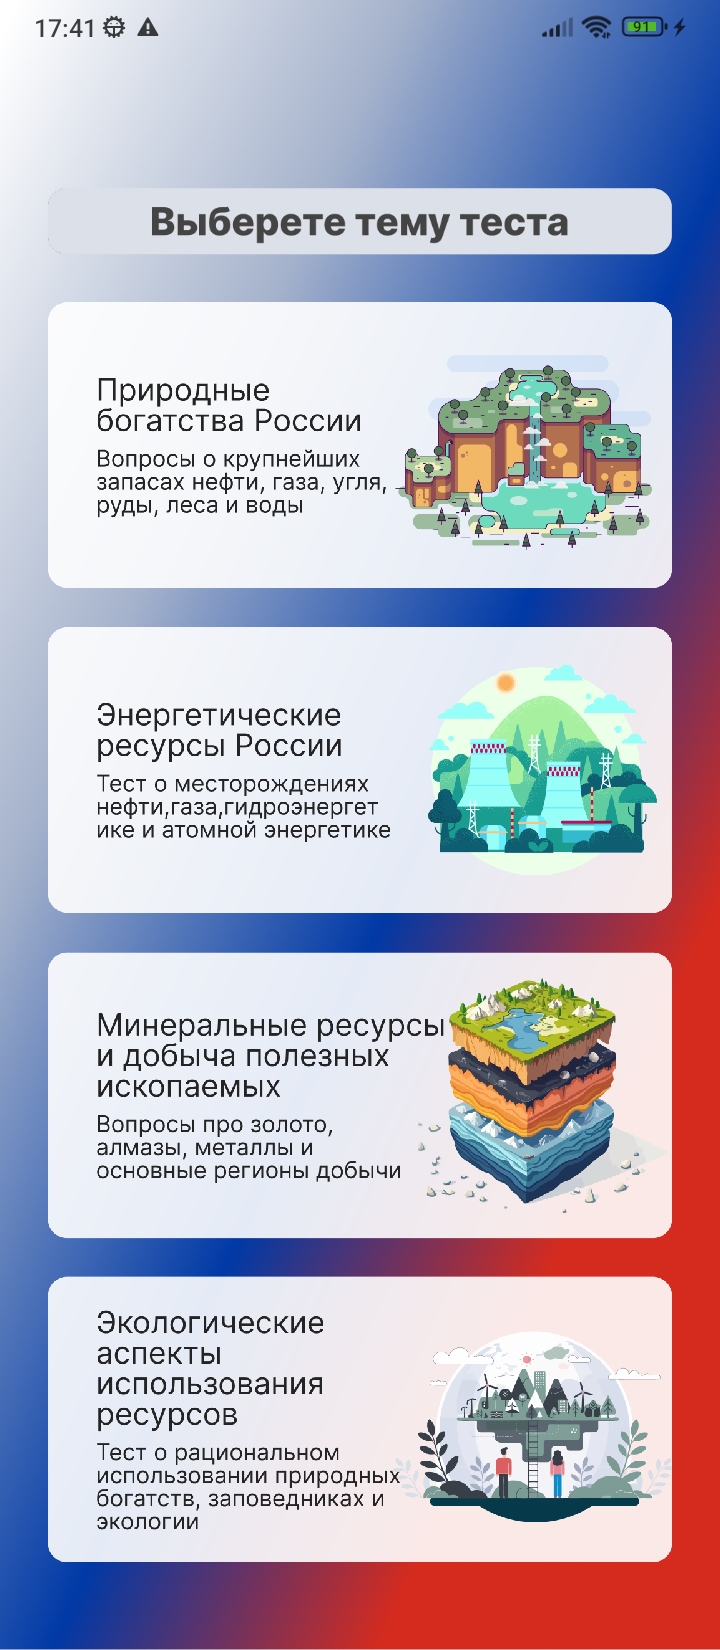 17:41
91
Выберете тему теста
Природные
богатства России
Вопросы о крупнейших
запасах нефти, газа, угля,
руды, леса и воды
Энергетические
ресурсы России
Тест о месторождениях
нефти,газа,гидроэнергет
ике и атомной энергетике
Минеральные ресурсы
и добыча полезных
ископаемых
Вопросы про золото,
алмазы, металлы и
основные регионы добычи
Экологические
аспекты
использования
ресурсов
Тест о рациональном
использовании природных
богатств, заповедниках и
экологии